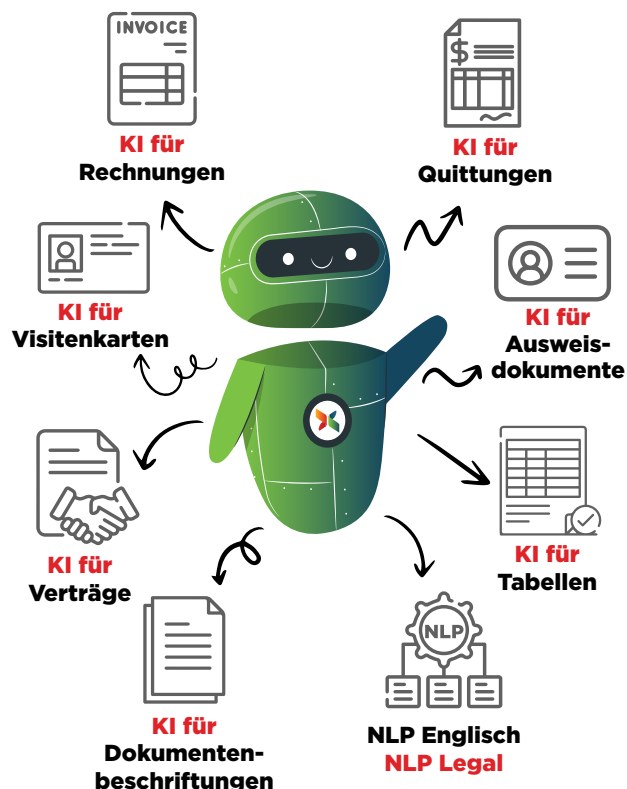 INVOICE
KI für
Rechnungen
$
KI für
Quittungen
KI für
Visitenkarten
KI für
Ausweis-
dokumente
KI für
Verträge
KI für
Tabellen
KI für
Dokumenten-
beschriftungen
NLP
NLP Englisch
NLP Legal